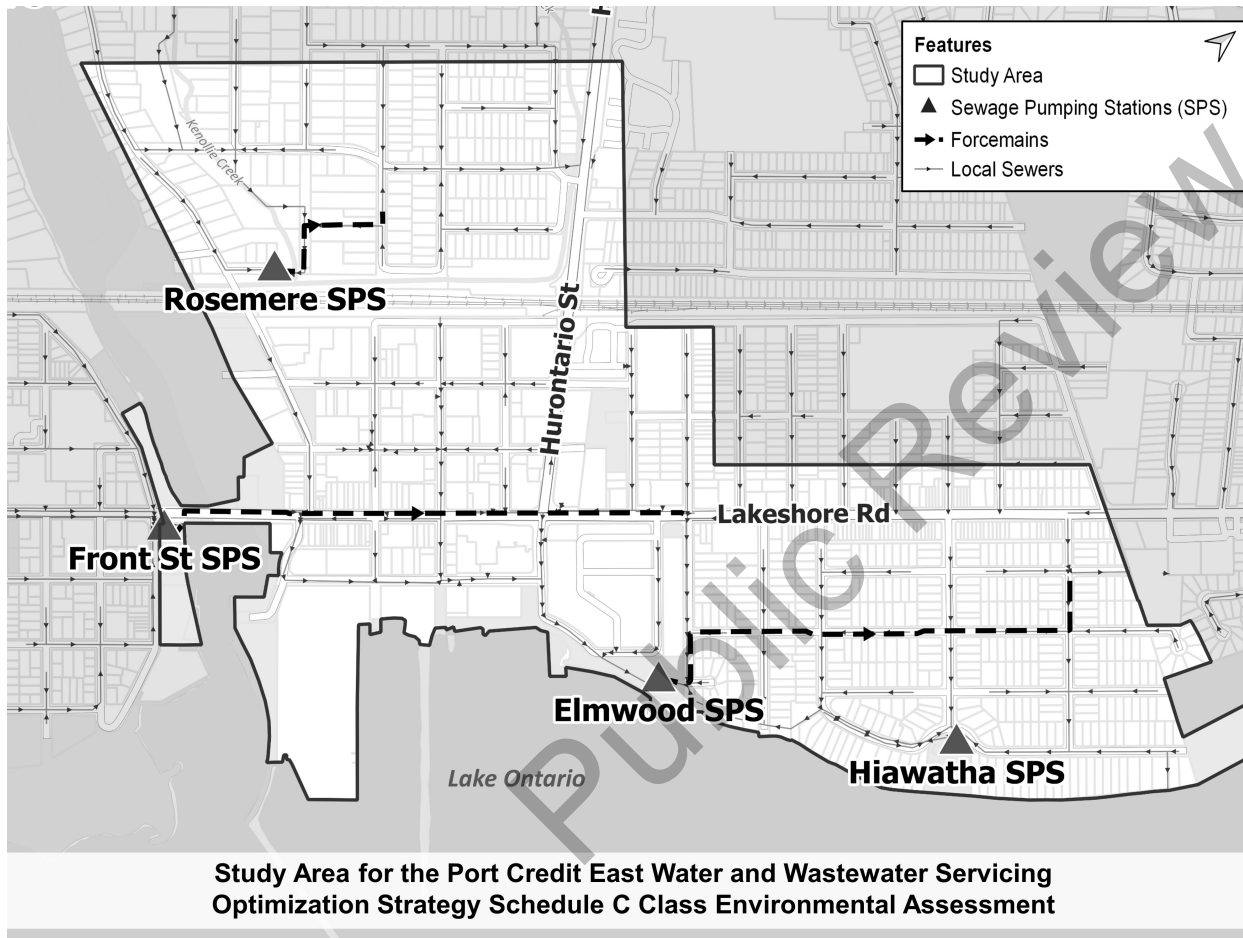 Features
Study Area
Sewage Pumping Stations (SPS)
Forcemains
Local Sewers
Kenollie Creek
Rosemere SPS
Hurontario St
Lakeshore Rd
Front St SPS
Elmwood SPS
Hiawatha SPS
Lake Ontario
Public Review
Study Area for the Port Credit East Water and Wastewater Servicing
Optimization Strategy Schedule C Class Environmental Assessment